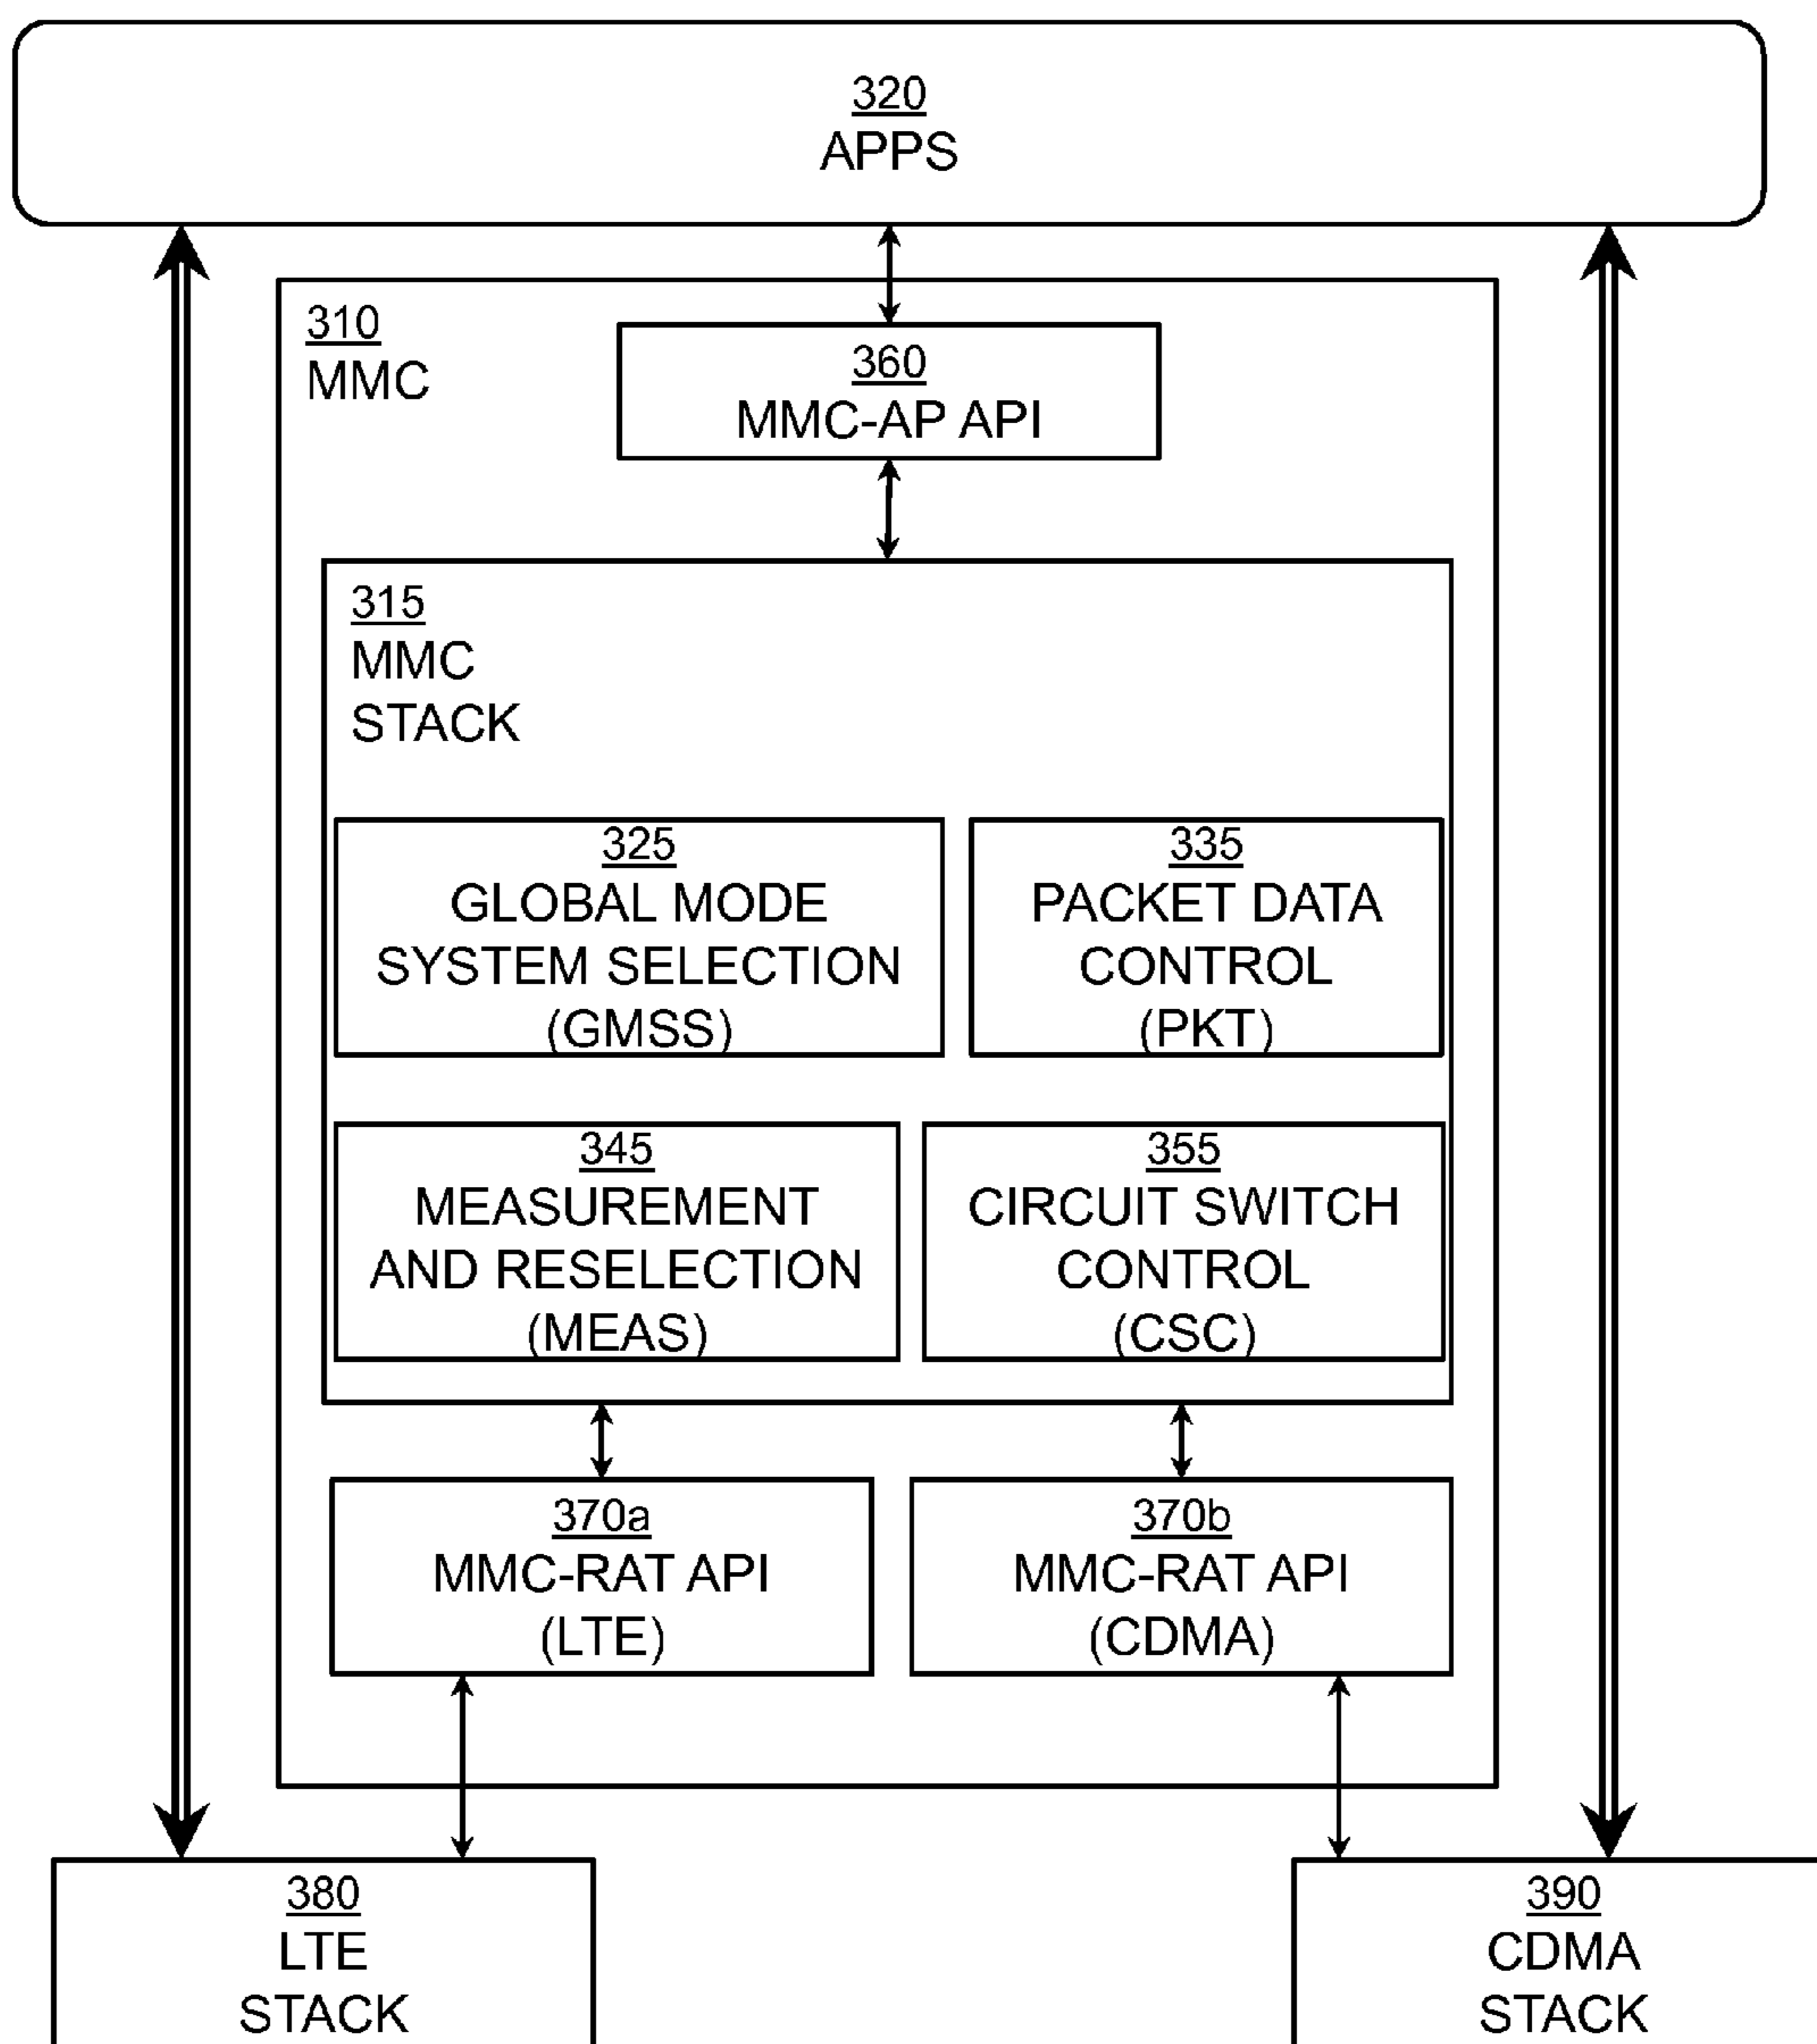 320
APPS
310
MMC
360
MMC-AP API
315
MMC
STACK
325
GLOBAL MODE
SYSTEM SELECTION
(GMSS)
335
PACKET DATA
CONTROL
(PKT)
345
MEASUREMENT
AND RESELECTION
(MEAS)
355
CIRCUIT SWITCH
CONTROL
(CSC)
370a
MMC-RAT API
(LTE)
370b
MMC-RAT API
(CDMA)
380
LTE
STACK
390
CDMA
STACK